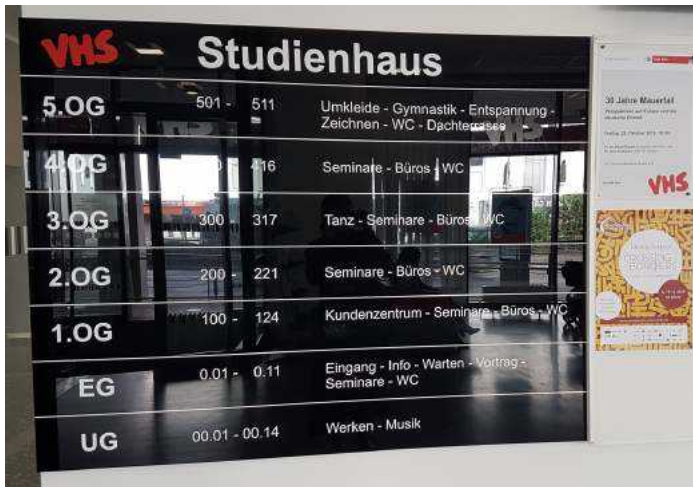 VHS - Studienhaus
5.OG 501 - 511 Umkleide - Gymnastik - Entspannung -
Zeichnen - WC - Dachterrasse
4.OG 416 Seminare - Büros - WC
3.OG 300 - 317 Tanz - Seminare - Büros - WC
2.OG 200 - 221 Seminare - Büros - WC
1.OG 100 - 124 Kundenzentrum - Seminare - Büros - WC
EG 0.01 - 0.11 Eingang - Info - Warten - Vortrag -
Seminare - WC
UG 00.01 - 00.14 Werken - Musik
30 Jahre Mauerfall
VHS